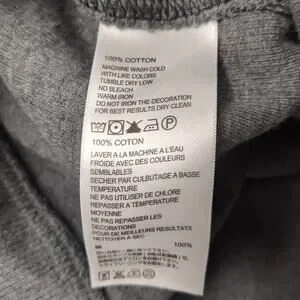 100% COTTON
MACHINE WASH COLD
WITH LIKE COLORS
TUMBLE DRY LOW
NO BLEACH
WARM IRON
DO NOT IRON THE DECORATION
FOR BEST RESULTS DRY CLEAN
100% COTON
LAVER A LA MACHINE A L'EAU
FROIDE AVEC DES COULEURS
SEMBLABLES
SECHER PAR CULBUTAGE A BASSE
TEMPERATURE
NE PAS UTILISER DE CHLORE
REPASSER A TEMPERATURE
MOYENNE
NE PAS REPASSER LES
DECORATIONS
POUR DE MEILLEURS RESULTATS
NETTOYER A SEC
綿 100%